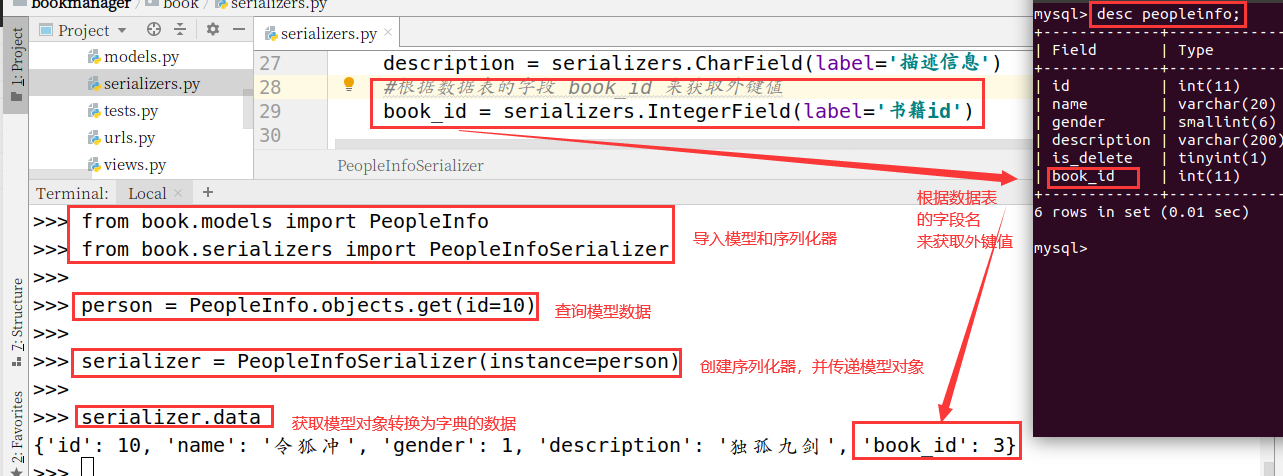 bookmanager
book
serializers.py
Project
models.py
serializers.py
tests.py
urls.py
views.py
1: Project
7: Structure
2: Favorites
serializers.py
27 description = serializers.CharField(label='描述信息')
28 #根据数据表的字段 book_id 来获取外键值
29 book_id = serializers.IntegerField(label='书籍id')
30
PeopleInfoSerializer
Terminal: Local × +
>>> from book.models import PeopleInfo
>>> from book.serializers import PeopleInfoSerializer
导入模型和序列化器
>>>
>>> person = PeopleInfo.objects.get(id=10)
查询模型数据
>>>
>>> serializer = PeopleInfoSerializer(instance=person)
创建序列化器，并传递模型对象
>>>
>>> serializer.data
获取模型对象转换为字典的数据
{'id': 10, 'name': '令狐冲', 'gender': 1, 'description': '独孤九剑', 'book_id': 3}
>>>
根据数据表
的字段名
来获取外键值
mysql> desc peopleinfo;
+-------------+-------------
| Field | Type
+-------------+-------------
| id | int(11)
| name | varchar(20)
| gender | smallint(6)
| description | varchar(200)
| is_delete | tinyint(1)
| book_id | int(11)
+-------------+-------------
6 rows in set (0.01 sec)
mysql>